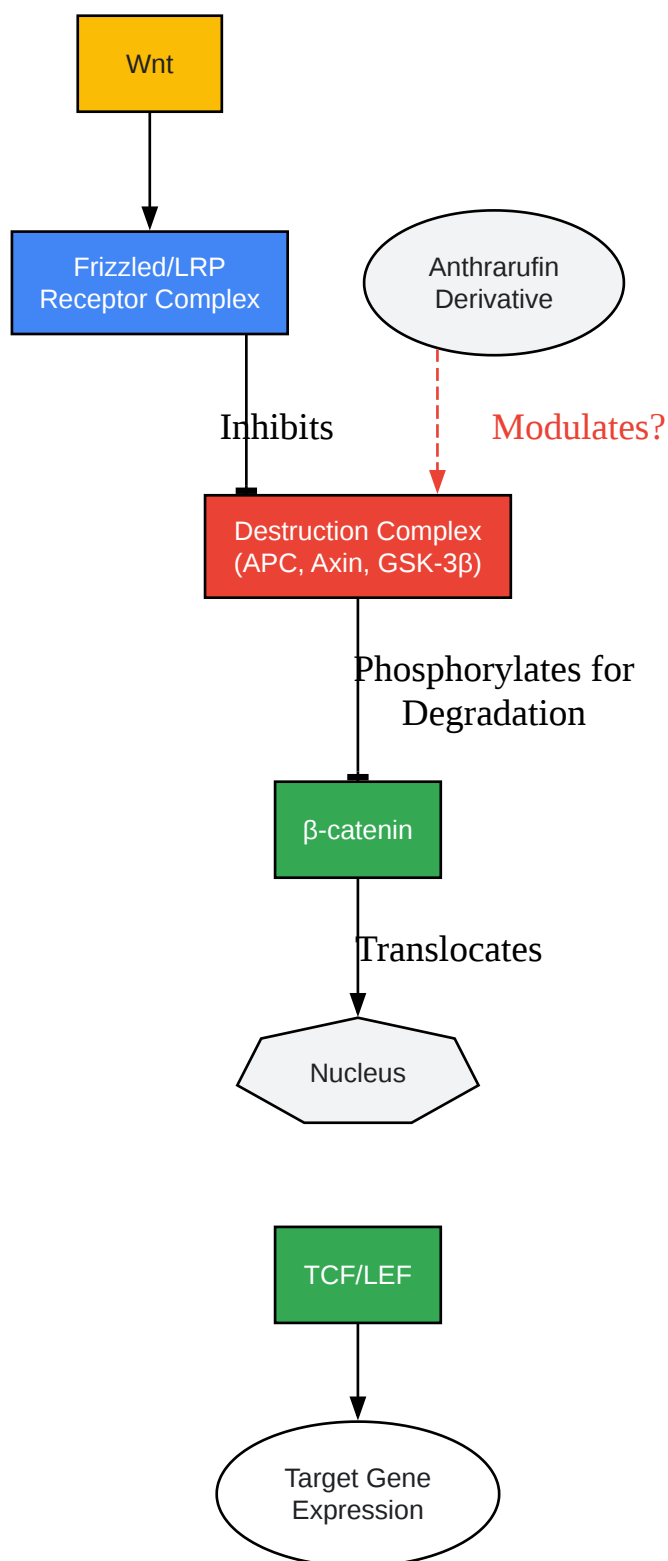 Wnt
Frizzled/LRP
Receptor Complex
Anthrarufin
Derivative
Inhibits
Modulates?
Destruction Complex
(APC, Axin, GSK-3β)
Phosphorylates for
Degradation
β-catenin
Translocates
Nucleus
TCF/LEF
Target Gene
Expression